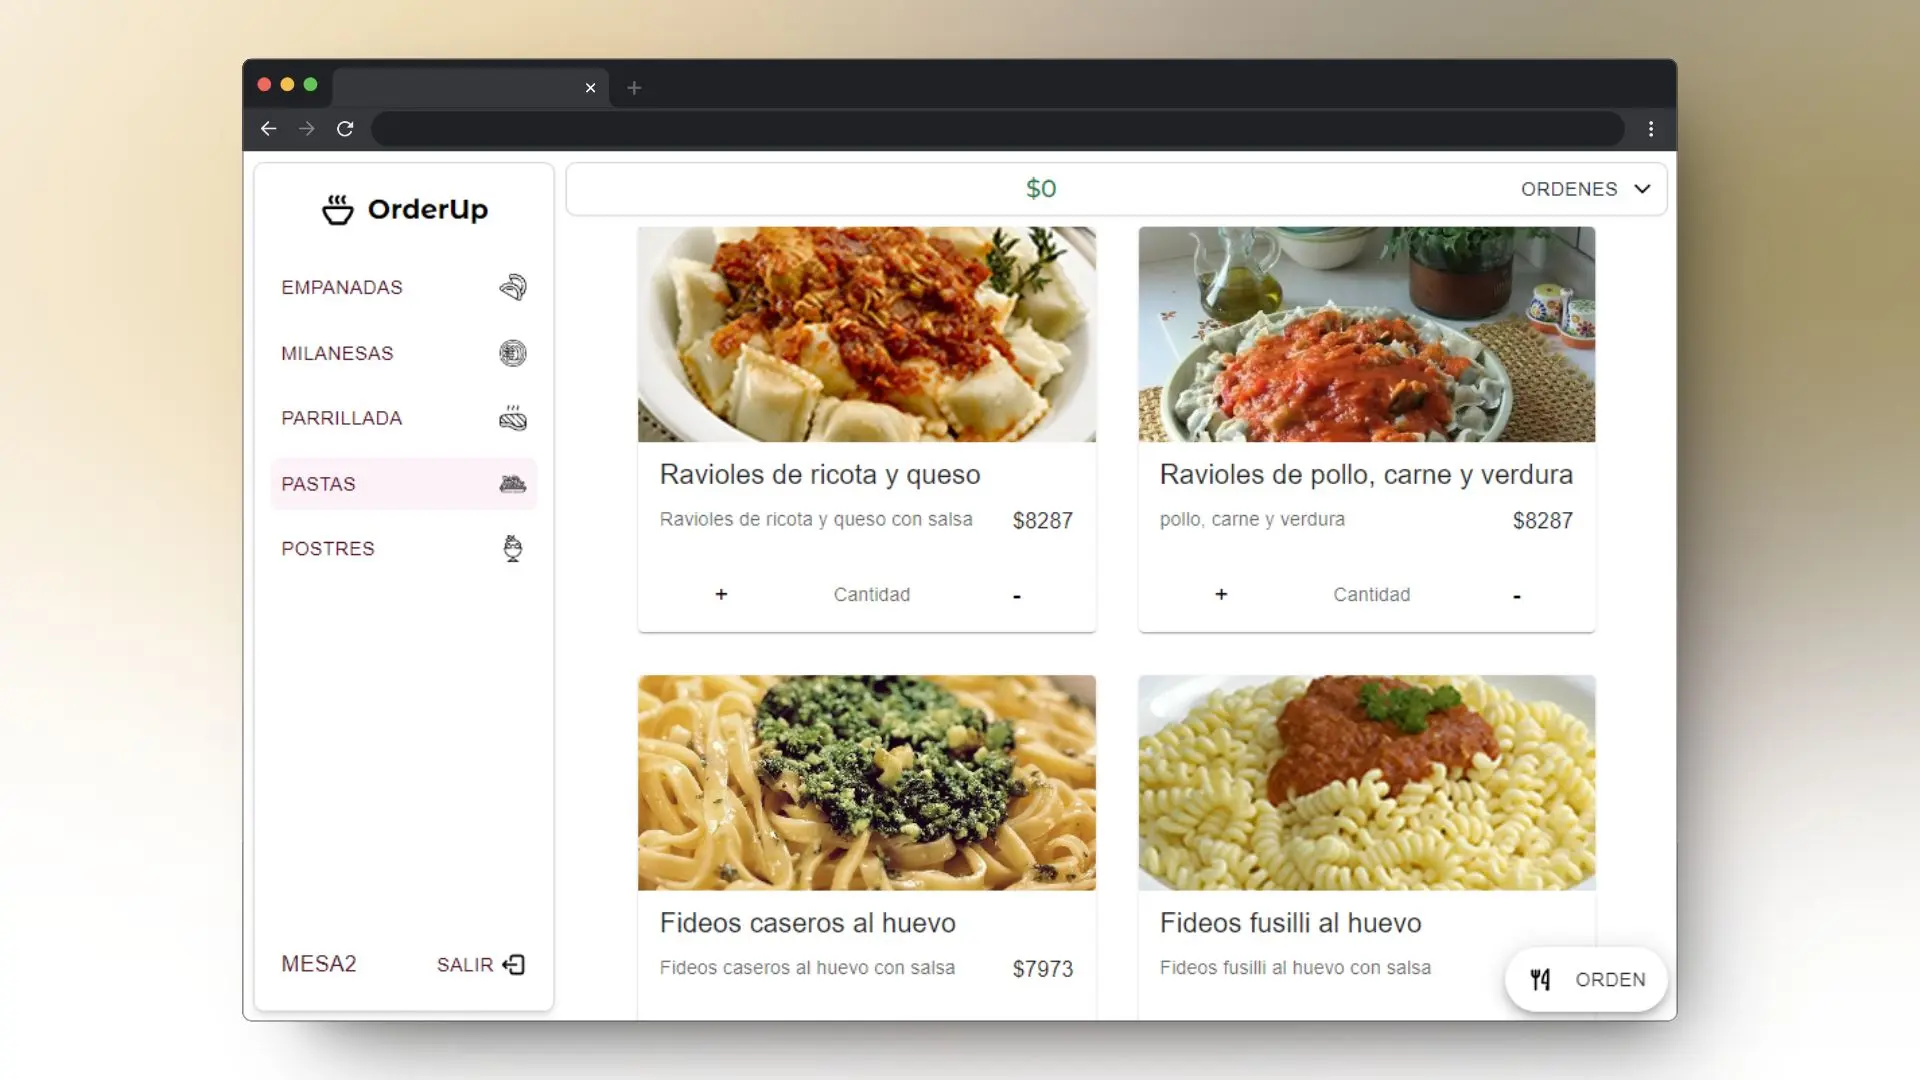 OrderUp
EMPANADAS
MILANESAS
PARRILLADA
PASTAS
POSTRES
MESA2
SALIR
$0
ORDENES
Ravioles de ricota y queso
Ravioles de ricota y queso con salsa
$8287
+ Cantidad -
Ravioles de pollo, carne y verdura
pollo, carne y verdura
$8287
+ Cantidad -
Fideos caseros al huevo
Fideos caseros al huevo con salsa
$7973
Fideos fusilli al huevo
Fideos fusilli al huevo con salsa
ORDEN